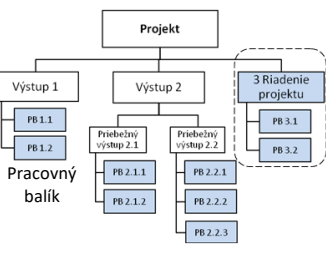 Projekt
Výstup 1
Výstup 2
3 Riadenie
projektu
PB 1.1
PB 1.2
Pracovný
balík
Priebežný
výstup 2.1
Priebežný
výstup 2.2
PB 2.1.1
PB 2.1.2
PB 2.2.1
PB 2.2.2
PB 2.2.3
PB 3.1
PB 3.2